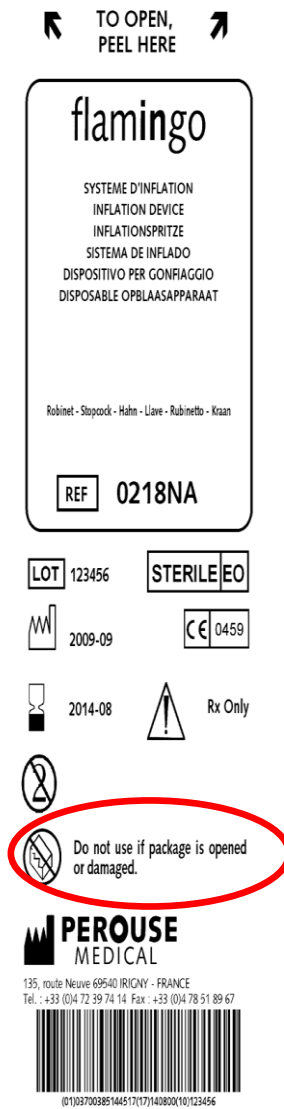 TO OPEN,
PEEL HERE
flamingo
SYSTEME D'INFLATION
INFLATION DEVICE
INFLATIONSPRITZE
SISTEMA DE INFLADO
DISPOSITIVO PER GONFIAGGIO
DISPOSABLE OPBLAASAPPARAAT
Robinet - Stopcock - Hahn - Llave - Rubinetto - Kraan
REF 0218NA
LOT 123456 STERILE EO
2009-09 CE 0459
2014-08 Rx Only
2
Do not use if package is opened
or damaged.
PEROUSE
MEDICAL
135, route Neuve 69540 IRIGNY - FRANCE
Tel. : +33 (0)4 72 39 74 14 Fax : +33 (0)4 78 51 89 67
(01)03700385144517(17)140800(10)123456